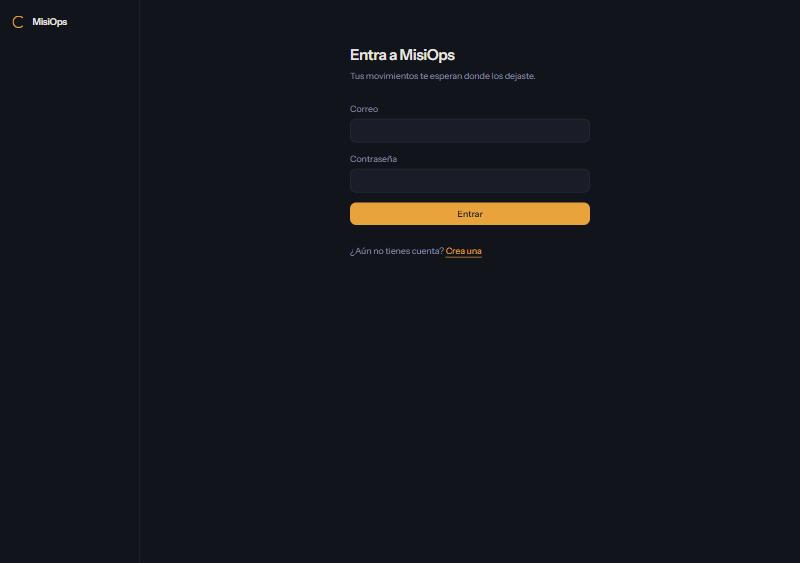 MisiOps
Entra a MisiOps
Tus movimientos te esperan donde los dejaste.
Correo
Contraseña
Entrar
¿Aún no tienes cuenta? Crea una